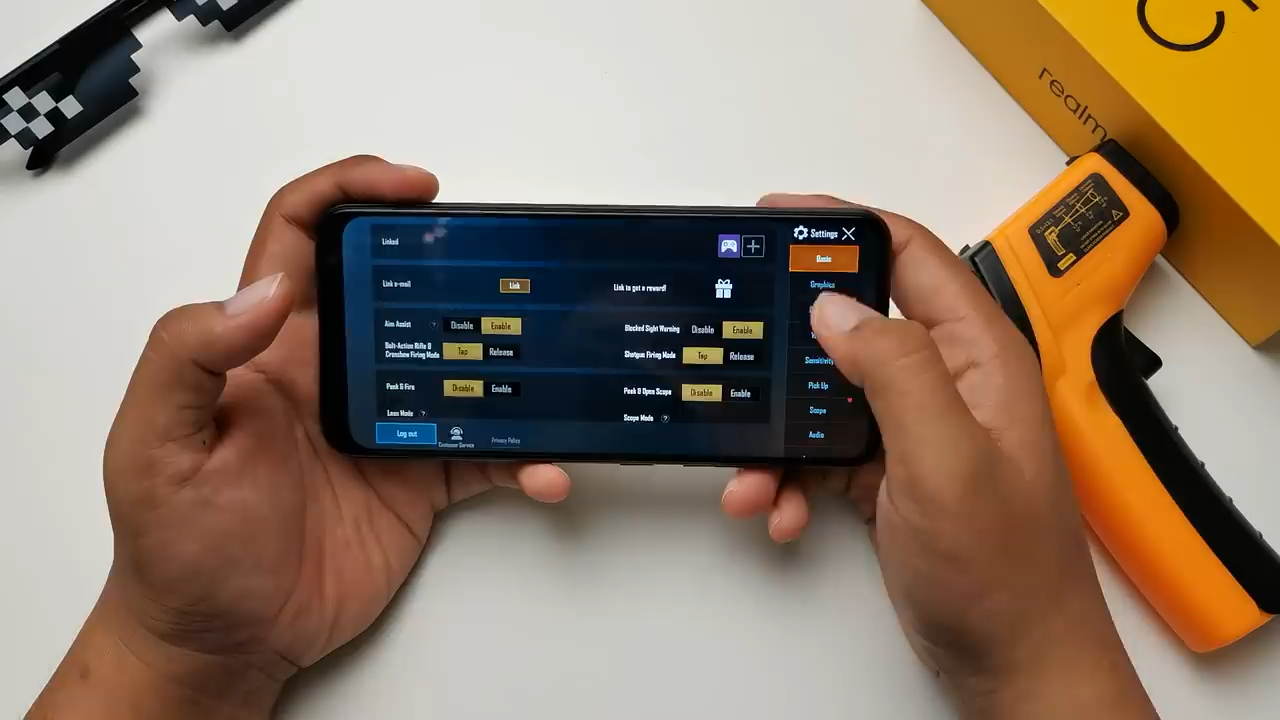 realm
Linked
Settings
Basic
Link e-mail
Link
Link to get a reward!
Graphics
Aim Assist
?
Disable
Enable
Blocked Sight Warning
Disable
Enable
Bolt-Action Rifle &
Crossbow Firing Mode
Tap
Release
Shotgun Firing Mode
Tap
Release
Sensitivity
Peek & Fire
Disable
Enable
Peek & Open Scope
Disable
Enable
Pick Up
Lean Mode
?
Scope Mode
?
Scope
Log out
Customer Service
Privacy Policy
Audio